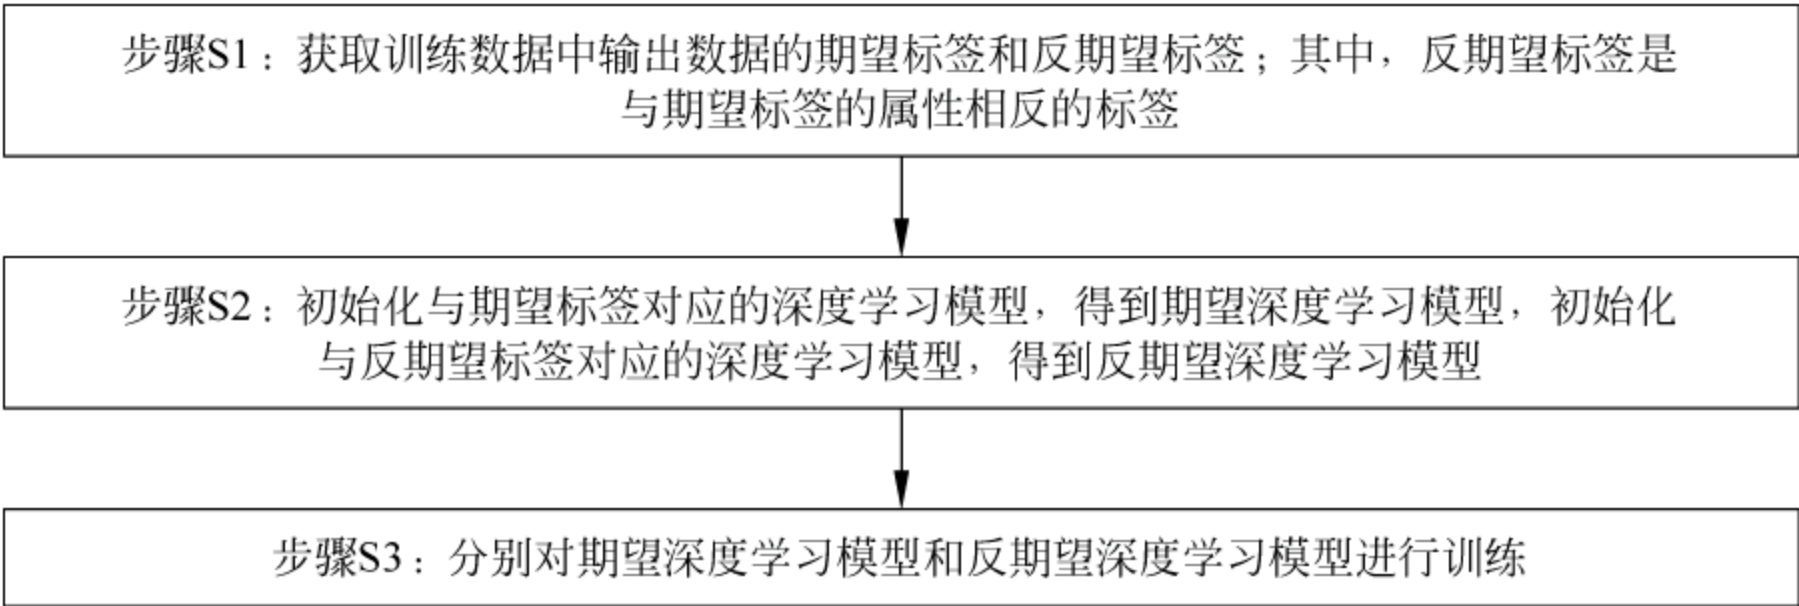 步骤S1：获取训练数据中输出数据的期望标签和反期望标签；其中，反期望标签是
与期望标签的属性相反的标签
步骤S2：初始化与期望标签对应的深度学习模型，得到期望深度学习模型，初始化
与反期望标签对应的深度学习模型，得到反期望深度学习模型
步骤S3：分别对期望深度学习模型和反期望深度学习模型进行训练